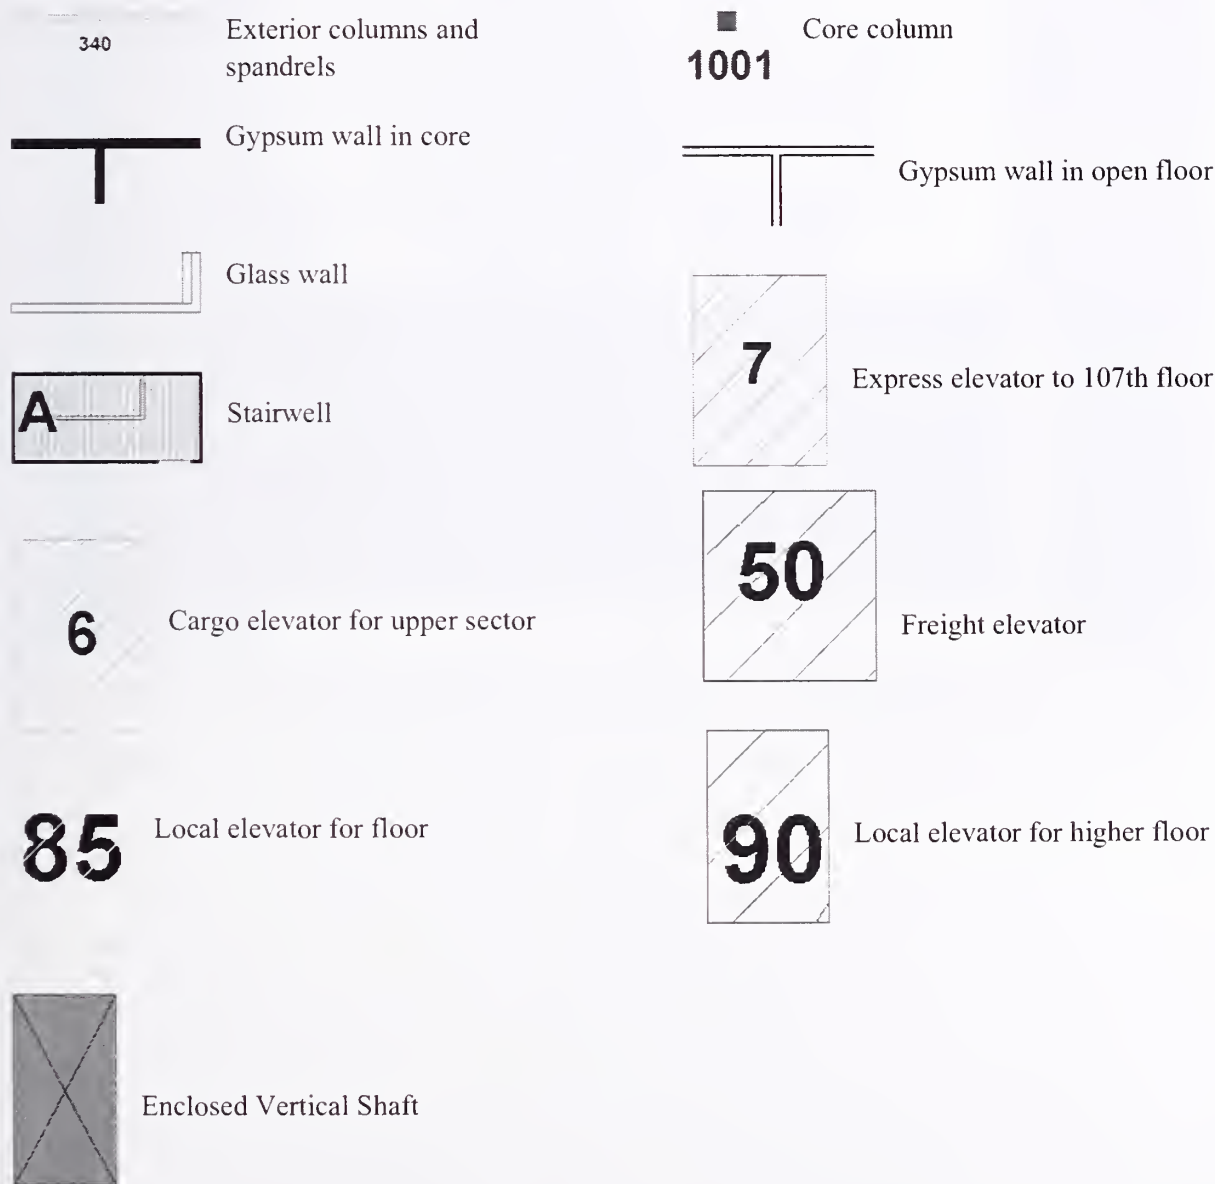 340
Exterior columns and
spandrels
1001
Core column
Gypsum wall in core
Gypsum wall in open floor
Glass wall
7
Express elevator to 107th floor
A
Stairwell
50
Freight elevator
6
Cargo elevator for upper sector
85
Local elevator for floor
90
Local elevator for higher floor
Enclosed Vertical Shaft